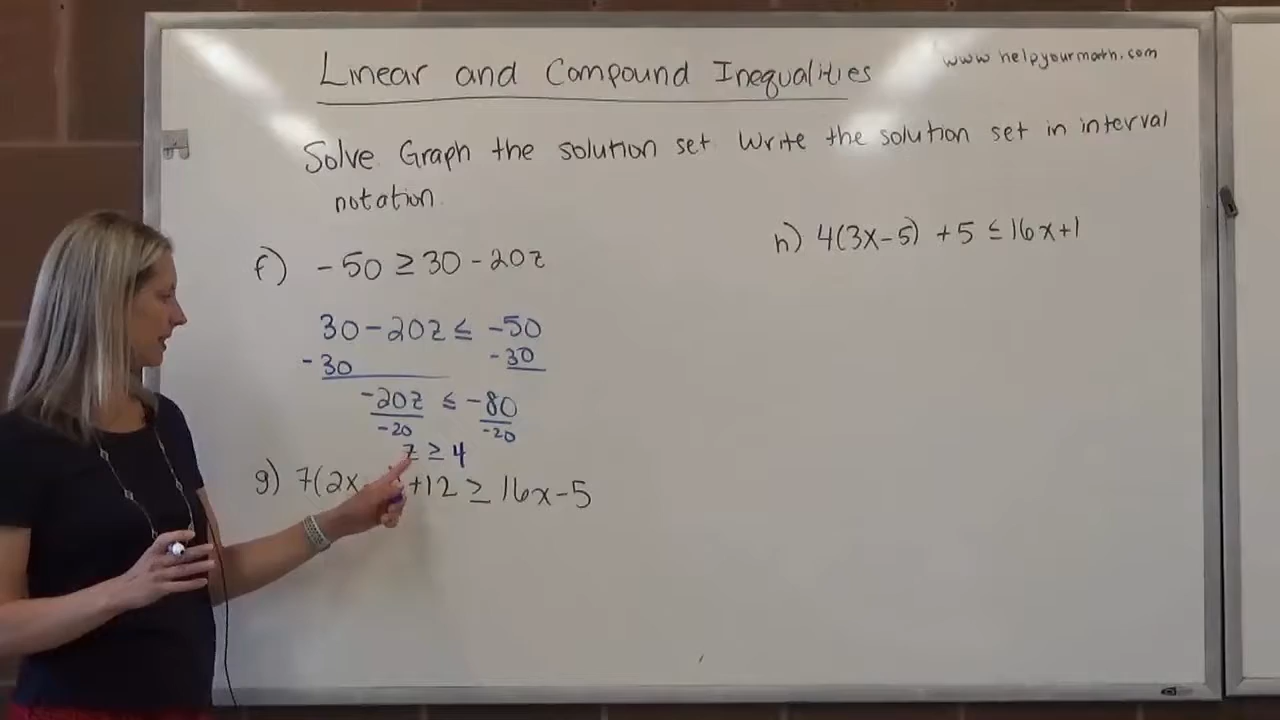 Linear and Compound Inequalities
www.helpyourmath.com
Solve. Graph the solution set. Write the solution set in interval
notation.
f) -50 ≥ 30 - 20z
30 - 20z ≤ -50
-30 -30
-20z ≤ -80
-20 -20
z ≥ 4
g) 7(2x- +12 ≥ 16x - 5
h) 4(3x - 5) + 5 ≤ 16x + 1